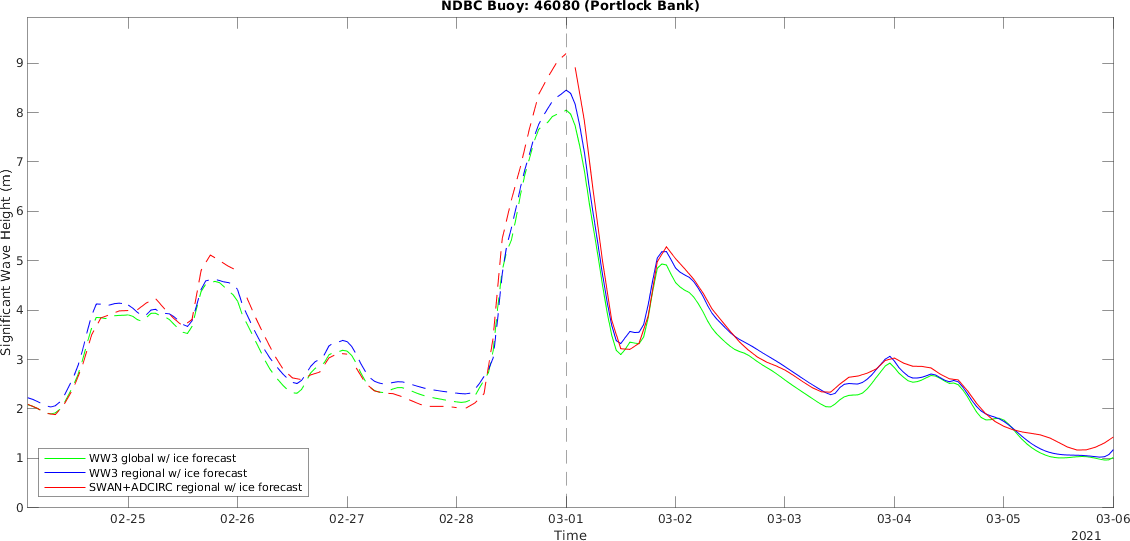 NDBC Buoy: 46080 (Portlock Bank)
Significant Wave Height (m)
9
8
7
6
5
4
3
2
1
0
WW3 global w/ ice forecast
WW3 regional w/ ice forecast
SWAN+ADCIRC regional w/ ice forecast
02-25 02-26 02-27 02-28 03-01 03-02 03-03 03-04 03-05 03-06
Time
2021